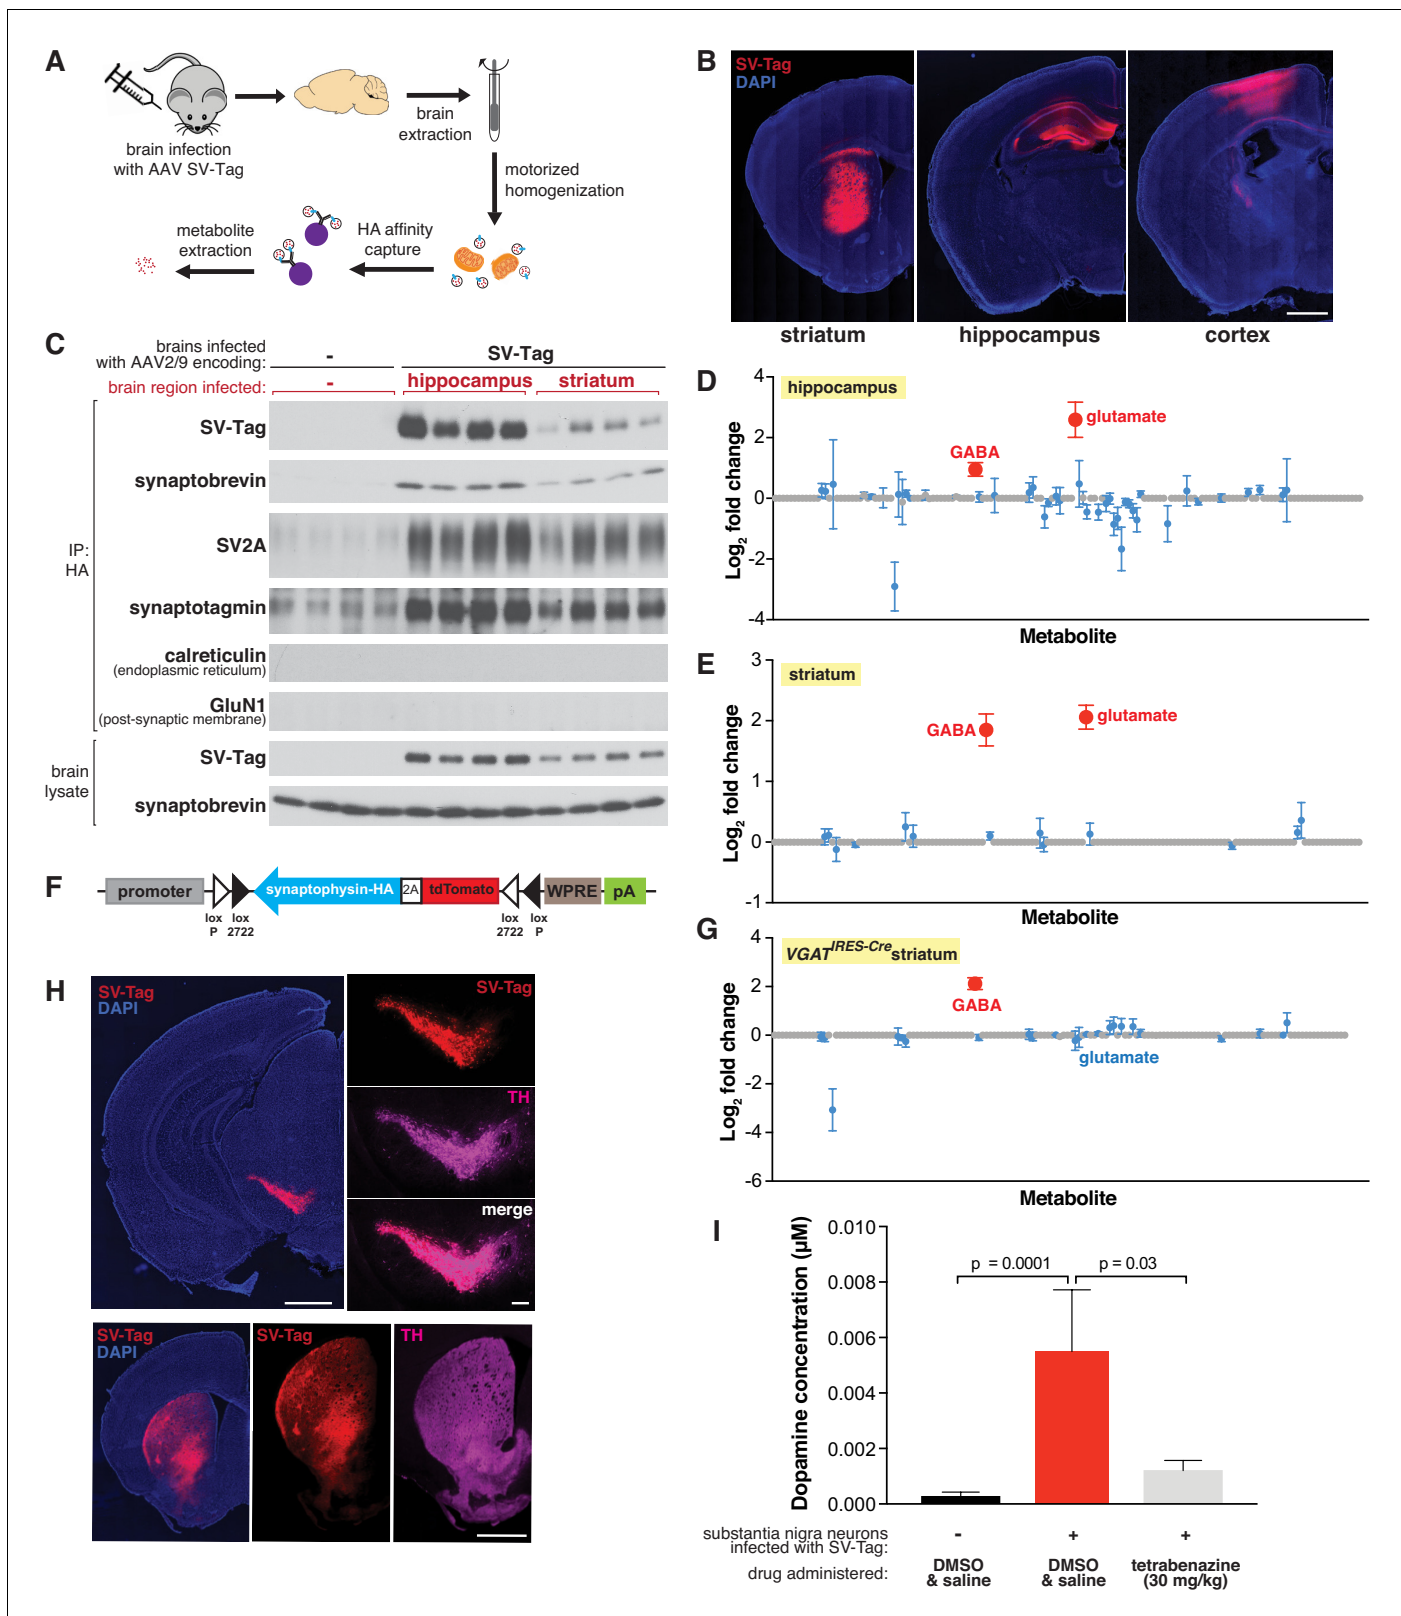 A
brain infection
with AAV SV-Tag
brain
extraction
motorized
homogenization
HA affinity
capture
metabolite
extraction
B
SV-Tag
DAPI
striatum
hippocampus
cortex
C
brains infected
with AAV2/9 encoding:
-
SV-Tag
brain region infected:
-
hippocampus
striatum
IP:
HA
SV-Tag
synaptobrevin
SV2A
synaptotagmin
calreticulin
(endoplasmic reticulum)
GluN1
(post-synaptic membrane)
brain
lysate
SV-Tag
synaptobrevin
D
hippocampus
Log2 fold change
4
2
0
-2
-4
GABA
glutamate
Metabolite
E
striatum
Log2 fold change
3
2
1
0
-1
GABA
glutamate
Metabolite
F
promoter
synaptophysin-HA
2A
tdTomato
WPRE
pA
lox
P
lox
2722
lox
2722
lox
P
G
VGAT^IRES-Cre striatum
Log2 fold change
4
2
0
-2
-4
-6
GABA
glutamate
Metabolite
H
SV-Tag
DAPI
SV-Tag
TH
merge
SV-Tag
DAPI
SV-Tag
TH
I
Dopamine concentration (µM)
0.010
0.008
0.006
0.004
0.002
0.000
p = 0.0001
p = 0.03
substantia nigra neurons
infected with SV-Tag:
-
+
+
drug administered:
DMSO
& saline
DMSO
& saline
tetrabenazine
(30 mg/kg)